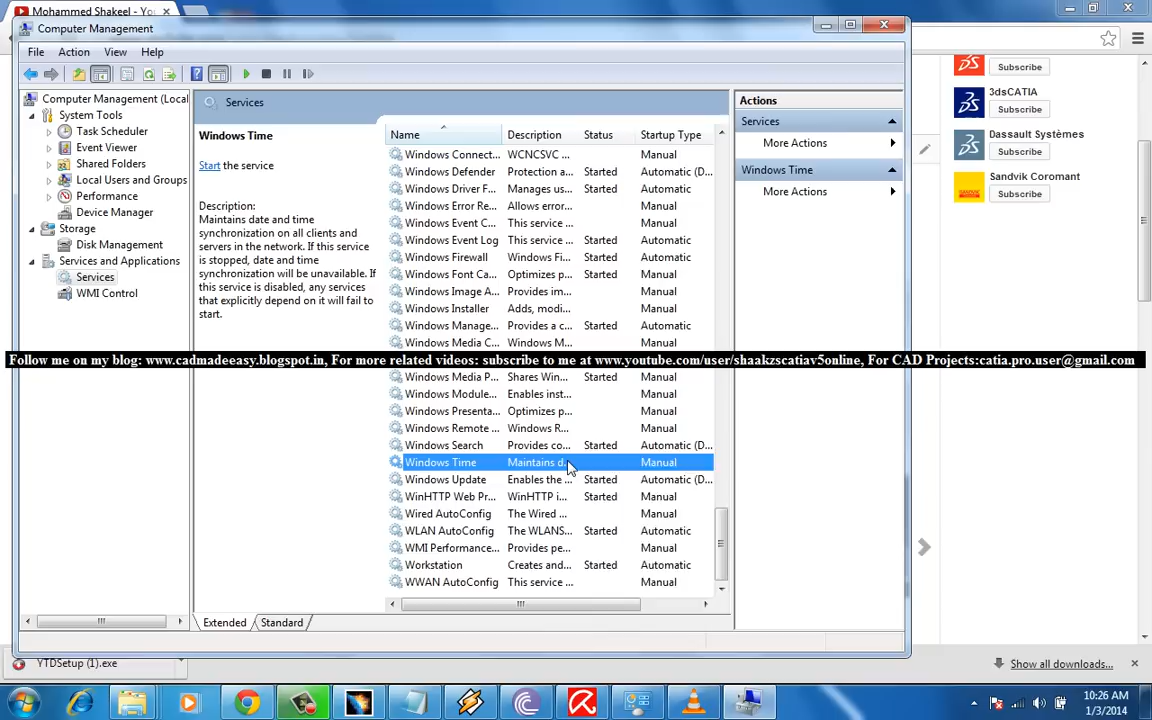 Mohammed Shakeel - Yo
Computer Management
File Action View Help
Computer Management (Local
System Tools
Task Scheduler
Event Viewer
Shared Folders
Local Users and Groups
Performance
Device Manager
Storage
Disk Management
Services and Applications
Services
WMI Control
Services
Windows Time
Start the service
Description:
Maintains date and time
synchronization on all clients and
servers in the network. If this service
is stopped, date and time
synchronization will be unavailable. If
this service is disabled, any services
that explicitly depend on it will fail to
start.
Name Description Status Startup Type
Windows Connect... WCNCSVC ... Manual
Windows Defender Protection a... Automatic (D...
Windows Driver F... Manages us... Started Manual
Windows Error Re... Allows error... Manual
Windows Event C... This service ... Manual
Windows Event Log This service ... Started Automatic
Windows Firewall Windows Fi... Started Automatic
Windows Font Ca... Optimizes p... Started Manual
Windows Image A... Provides im... Manual
Windows Installer Adds, modi... Manual
Windows Manage... Provides a c... Started Automatic
Windows Media C... Windows M... Manual
Follow me on my blog: www.cadmadeeasy.blogspot.in, For more related videos: subscribe to me at www.youtube.com/user/shaakzscatiav5online, For CAD Projects:catia.pro.user@gmail.com
Windows Media P... Shares Win... Started Manual
Windows Module... Enables inst... Manual
Windows Presenta... Optimizes p... Manual
Windows Remote ... Windows R... Manual
Windows Search Provides co... Started Automatic (D...
Windows Time Maintains d... Manual
Windows Update Enables the ... Started Automatic (D...
WinHTTP Web Pr... WinHTTP i... Started Manual
Wired AutoConfig The Wired ... Manual
WLAN AutoConfig The WLANS... Started Automatic
WMI Performance... Provides pe... Manual
Workstation Creates and... Started Automatic
WWAN AutoConfig This service ... Manual
Extended Standard
Actions
Services
More Actions
Windows Time
More Actions
Subscribe
3dsCATIA
Subscribe
Dassault Systèmes
Subscribe
Sandvik Coromant
Subscribe
YTDSetup (1).exe
Show all downloads...
10:26 AM
1/3/2014